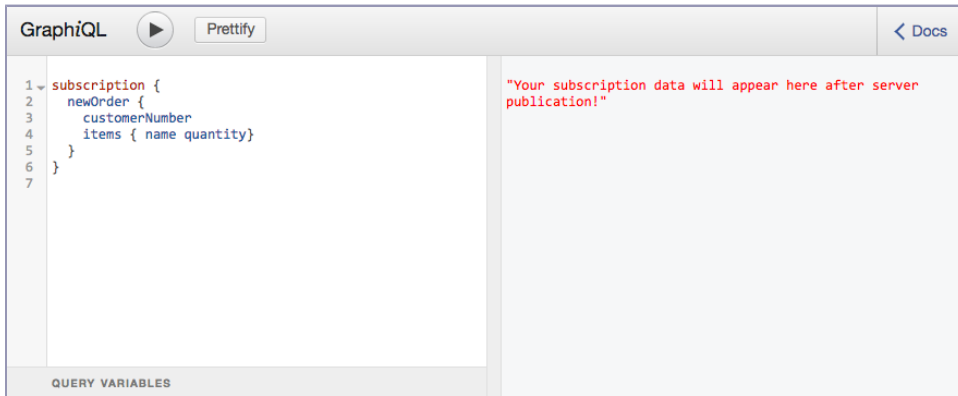 GraphiQL
Prettify
Docs
1 subscription {
2 newOrder {
3 customerNumber
4 items { name quantity}
5 }
6 }
7
"Your subscription data will appear here after server
publication!"
QUERY VARIABLES